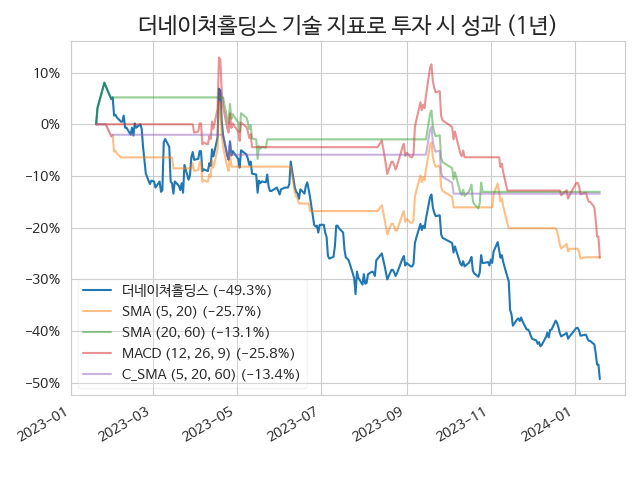 더네이쳐홀딩스 기술 지표로 투자 시 성과 (1년)
10%
0%
−10%
−20%
−30%
−40%
−50%
더네이쳐홀딩스 (−49.3%)
SMA (5, 20) (−25.7%)
SMA (20, 60) (−13.1%)
MACD (12, 26, 9) (−25.8%)
C_SMA (5, 20, 60) (−13.4%)
2023−01
2023−03
2023−05
2023−07
2023−09
2023−11
2024−01